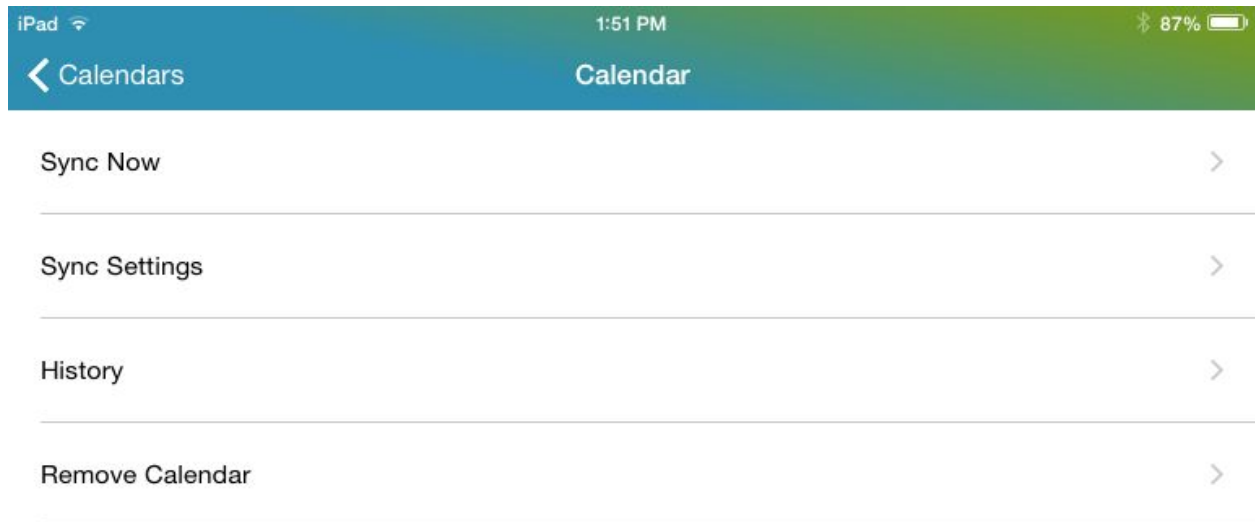 iPad 1:51 PM 87%
Calendars Calendar
Sync Now
Sync Settings
History
Remove Calendar